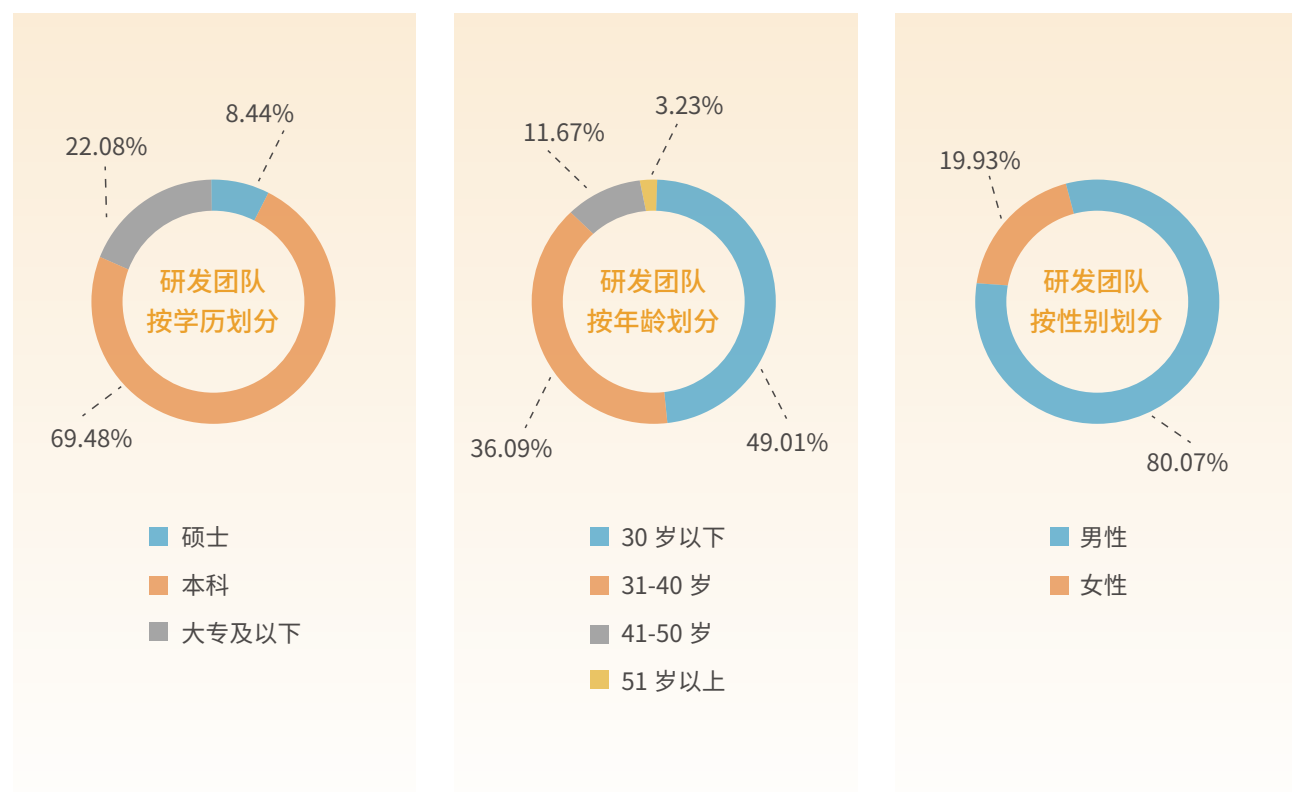 8.44%
22.08%
研发团队
按学历划分
69.48%
硕士
本科
大专及以下
3.23%
11.67%
研发团队
按年龄划分
36.09%
49.01%
30 岁以下
31-40 岁
41-50 岁
51 岁以上
19.93%
研发团队
按性别划分
80.07%
男性
女性